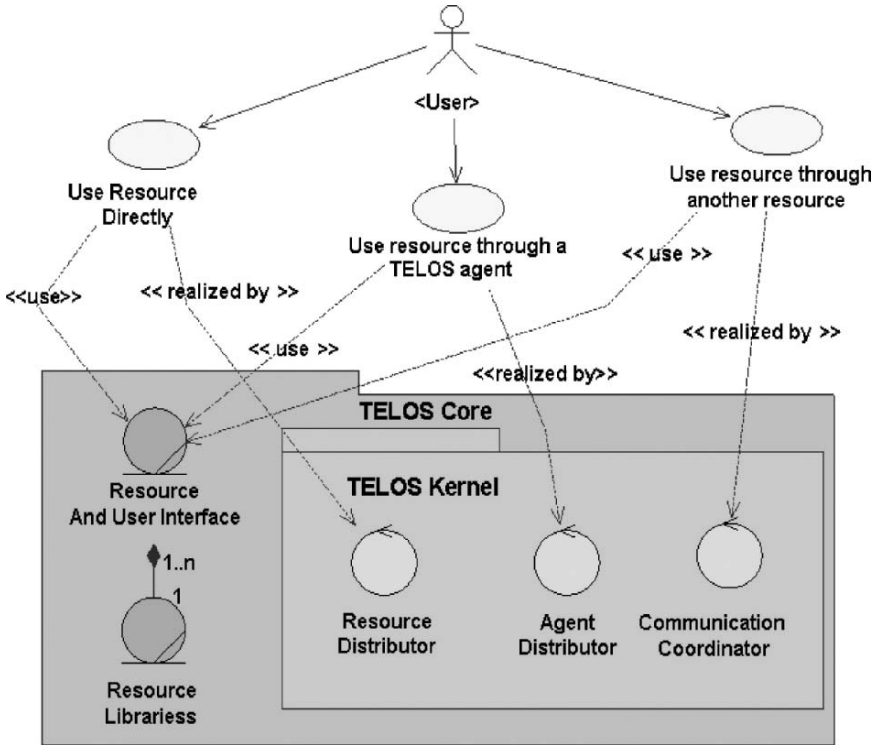 <User>
Use Resource
Directly
Use resource through a
TELOS agent
Use resource through
another resource
<<use>>
<< realized by >>
<< use >>
<< use >>
<<realized by>>
<< realized by >>
TELOS Core
TELOS Kernel
Resource
And User Interface
1..n
1
Resource
Librariess
Resource
Distributor
Agent
Distributor
Communication
Coordinator